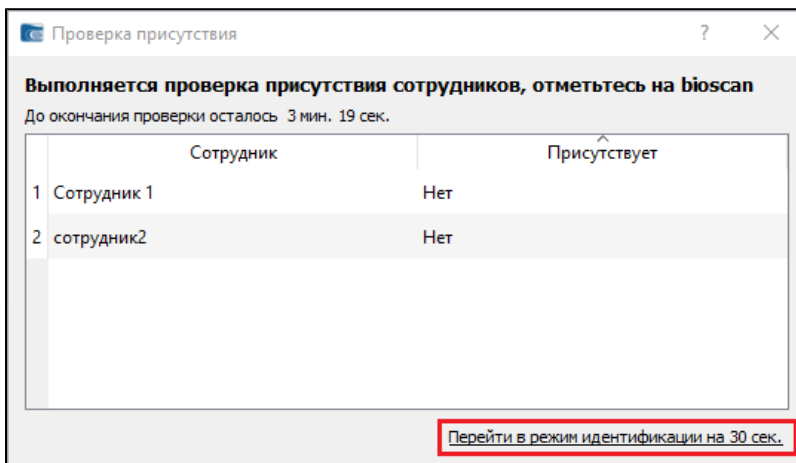 Проверка присутствия
Выполняется проверка присутствия сотрудников, отметьтесь на bioscan
До окончания проверки осталось 3 мин. 19 сек.
Сотрудник Присутствует
1 Сотрудник 1 Нет
2 сотрудник2 Нет
Перейти в режим идентификации на 30 сек.